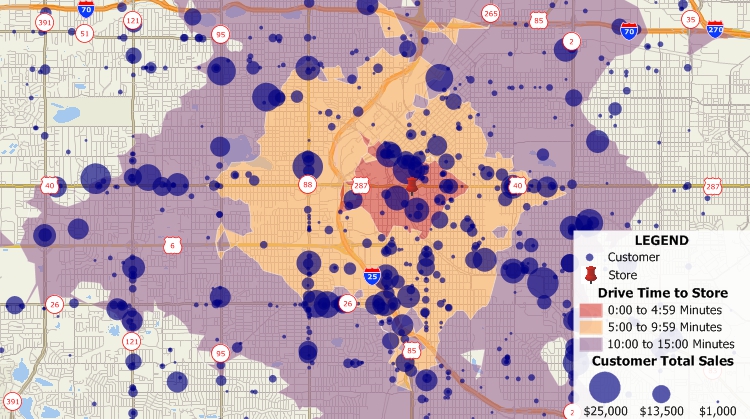 70
391
121
51
95
265
85
2
70
35
270
40
88
287
40
287
6
25
26
26
121
95
85
391
2
LEGEND
Customer
Store
Drive Time to Store
0:00 to 4:59 Minutes
5:00 to 9:59 Minutes
10:00 to 15:00 Minutes
Customer Total Sales
$25,000 $13,500 $1,000